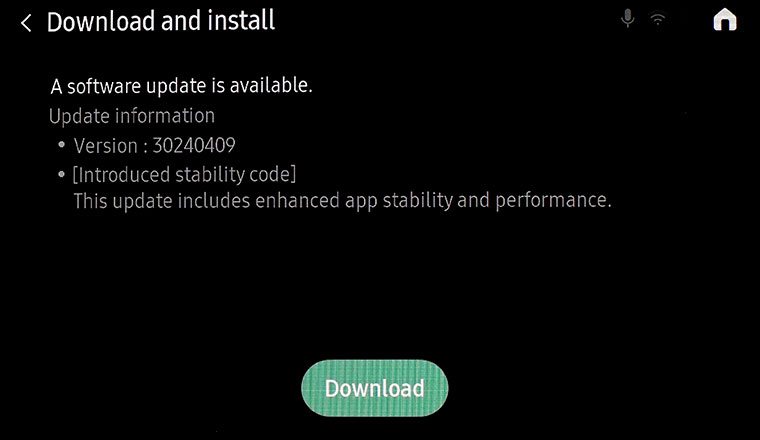 Download and install
A software update is available.
Update information
• Version : 30240409
• [Introduced stability code]
This update includes enhanced app stability and performance.
Download